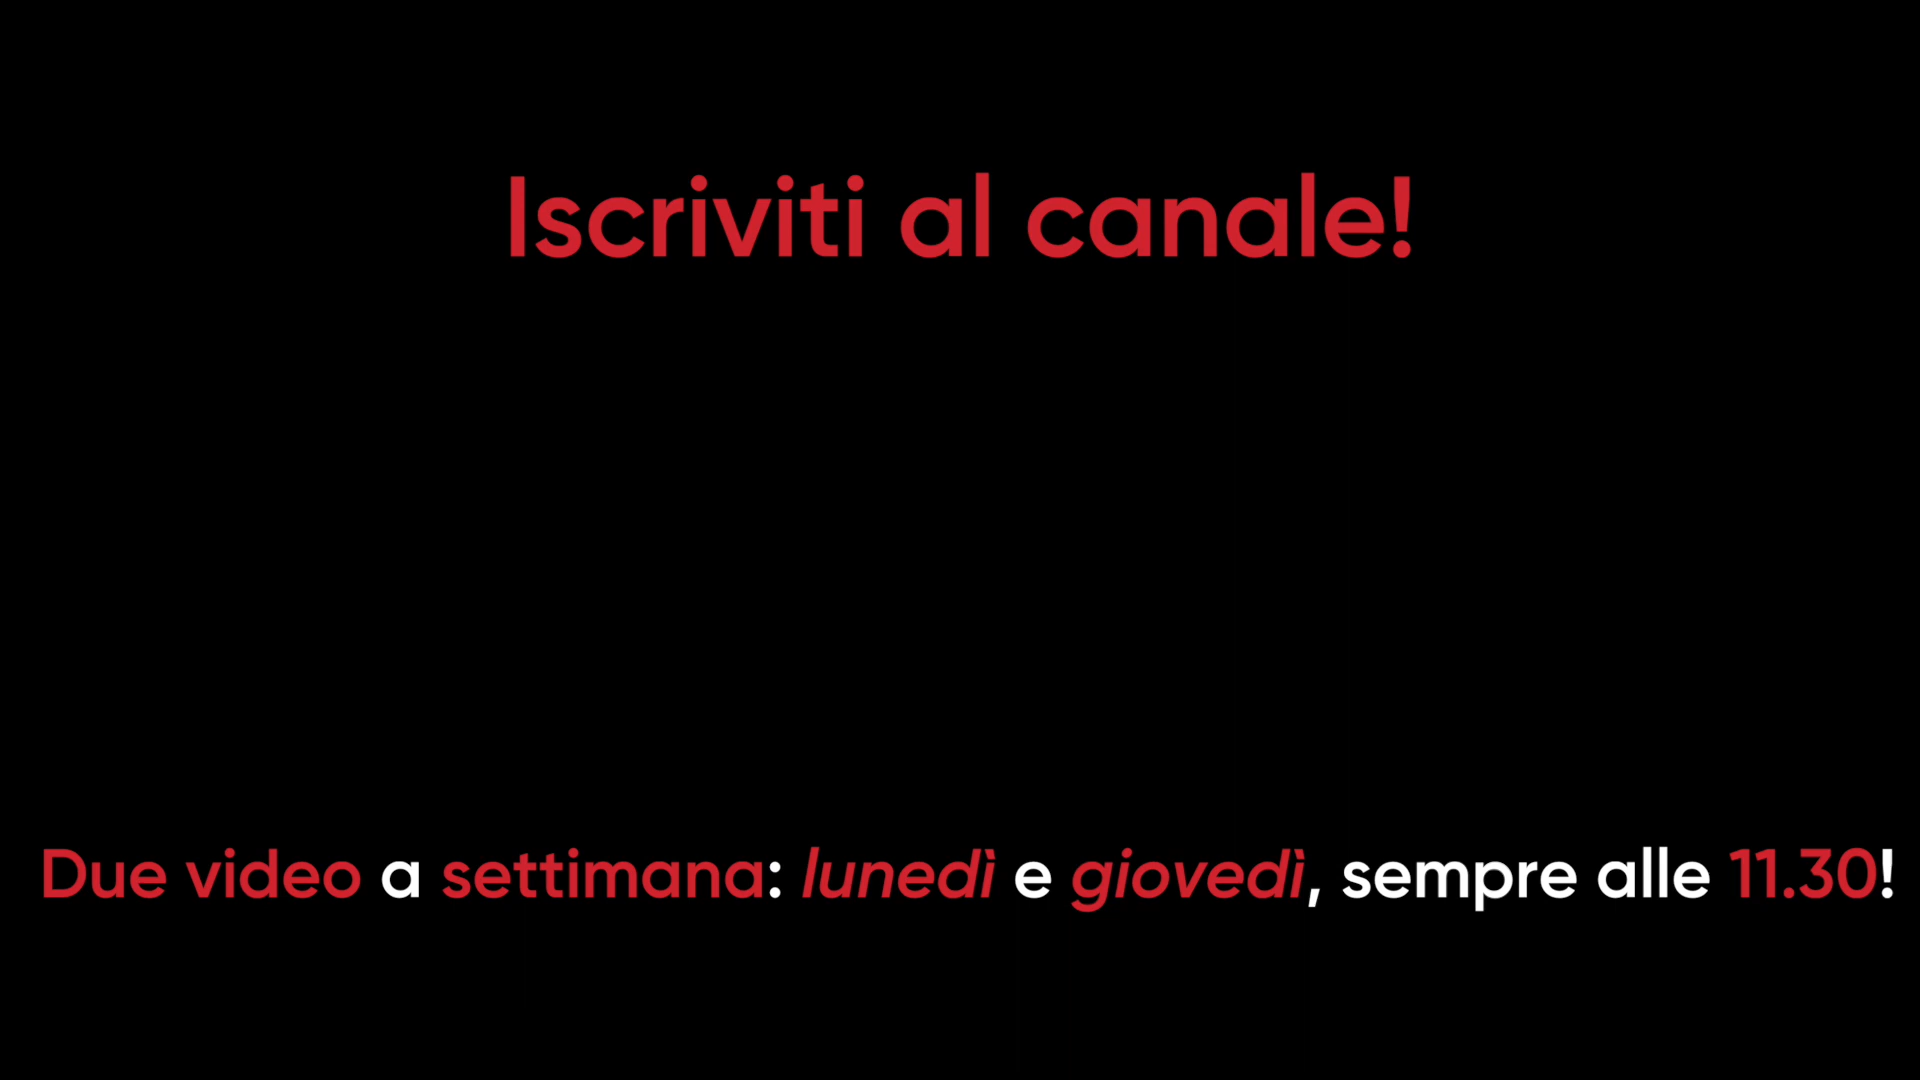 Iscriviti al canale!
Due video a settimana: lunedì e giovedì, sempre alle 11.30!